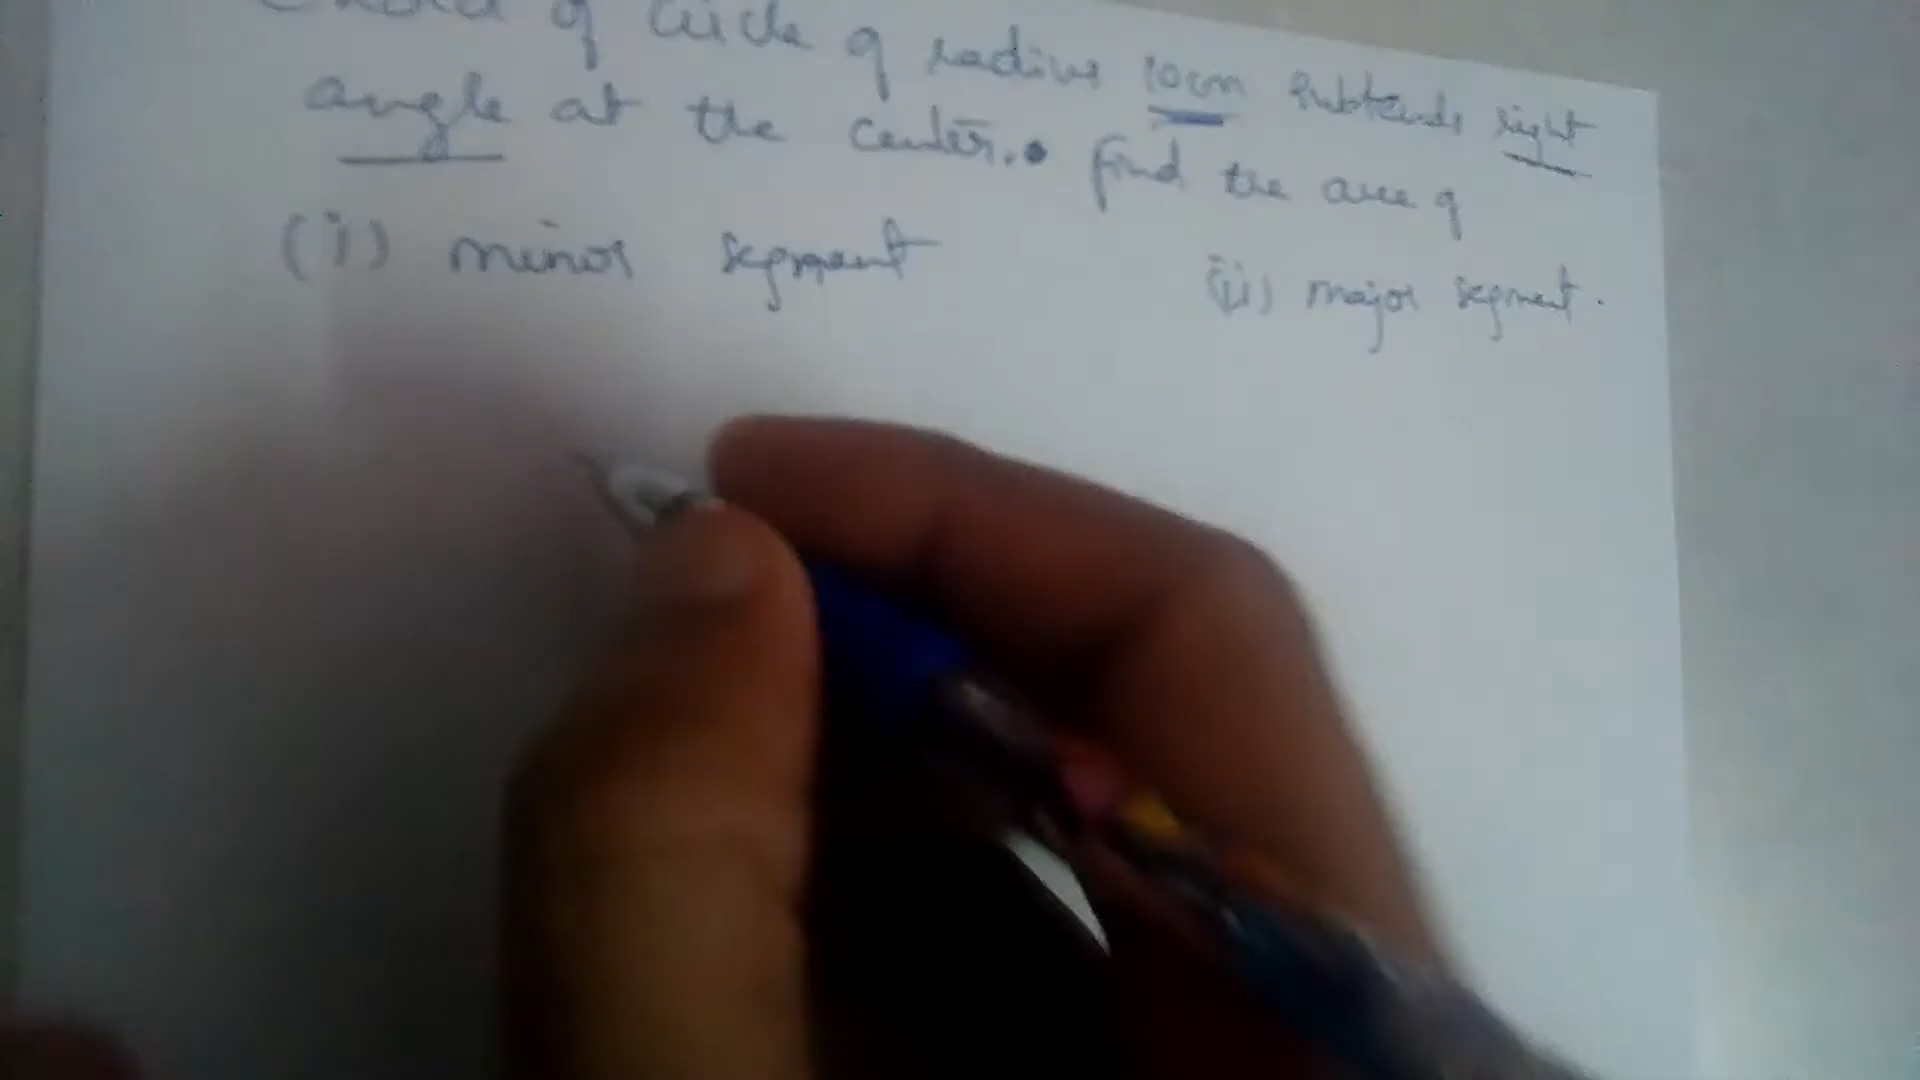 Chord of circle of radius 10cm subtends right
angle at the center. find the area of
(i) minor segment (ii) major segment.